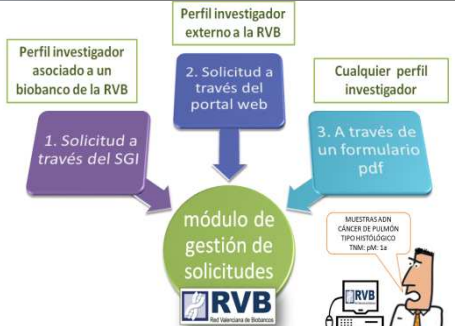 Perfil investigador
externo a la RVB
Perfil investigador
asociado a un
biobanco de la RVB
Cualquier perfil
investigador
1. Solicitud a
través del SGI
2. Solicitud a
través del
portal web
3. A través de
un formulario
pdf
módulo de
gestión de
solicitudes
RVB
Red Valenciana de Biobancos
MUESTRAS ADN
CÁNCER DE PULMÓN
TIPO HISTOLÓGICO
TNM: pM: 1a
RVB